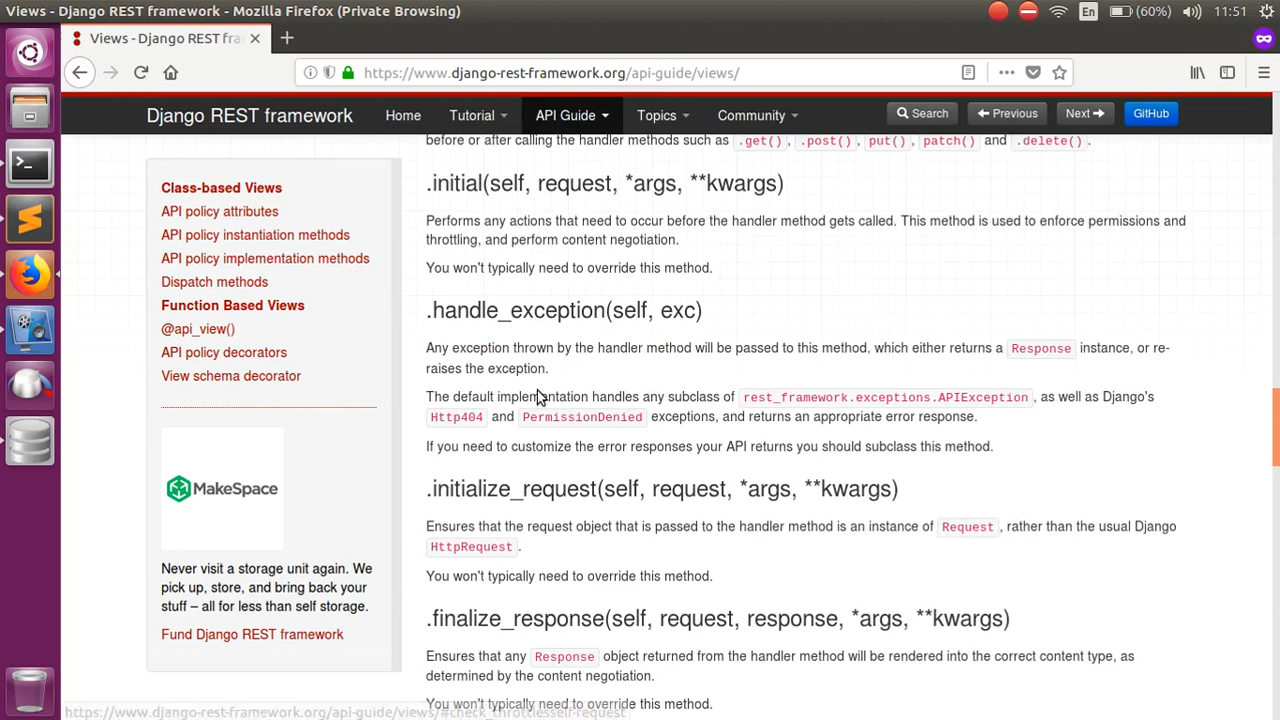 Views - Django REST framework - Mozilla Firefox (Private Browsing)
En
(60%)
11:51
Views - Django REST fra
https://www.django-rest-framework.org/api-guide/views/
Django REST framework
Home
Tutorial
API Guide
Topics
Community
Search
Previous
Next
GitHub
Class-based Views
API policy attributes
API policy instantiation methods
API policy implementation methods
Dispatch methods
Function Based Views
@api_view()
API policy decorators
View schema decorator
MakeSpace
Never visit a storage unit again. We
pick up, store, and bring back your
stuff – all for less than self storage.
Fund Django REST framework
before or after calling the handler methods such as .get(), .post(), put(), patch() and .delete().
.initial(self, request, *args, **kwargs)
Performs any actions that need to occur before the handler method gets called. This method is used to enforce permissions and
throttling, and perform content negotiation.
You won't typically need to override this method.
.handle_exception(self, exc)
Any exception thrown by the handler method will be passed to this method, which either returns a Response instance, or re-
raises the exception.
The default implementation handles any subclass of rest_framework.exceptions.APIException, as well as Django's
Http404 and PermissionDenied exceptions, and returns an appropriate error response.
If you need to customize the error responses your API returns you should subclass this method.
.initialize_request(self, request, *args, **kwargs)
Ensures that the request object that is passed to the handler method is an instance of Request, rather than the usual Django
HttpRequest.
You won't typically need to override this method.
.finalize_response(self, request, response, *args, **kwargs)
Ensures that any Response object returned from the handler method will be rendered into the correct content type, as
determined by the content negotiation.
You won't typically need to override this method.
https://www.django-rest-framework.org/api-guide/views/#check_throttlesself-request